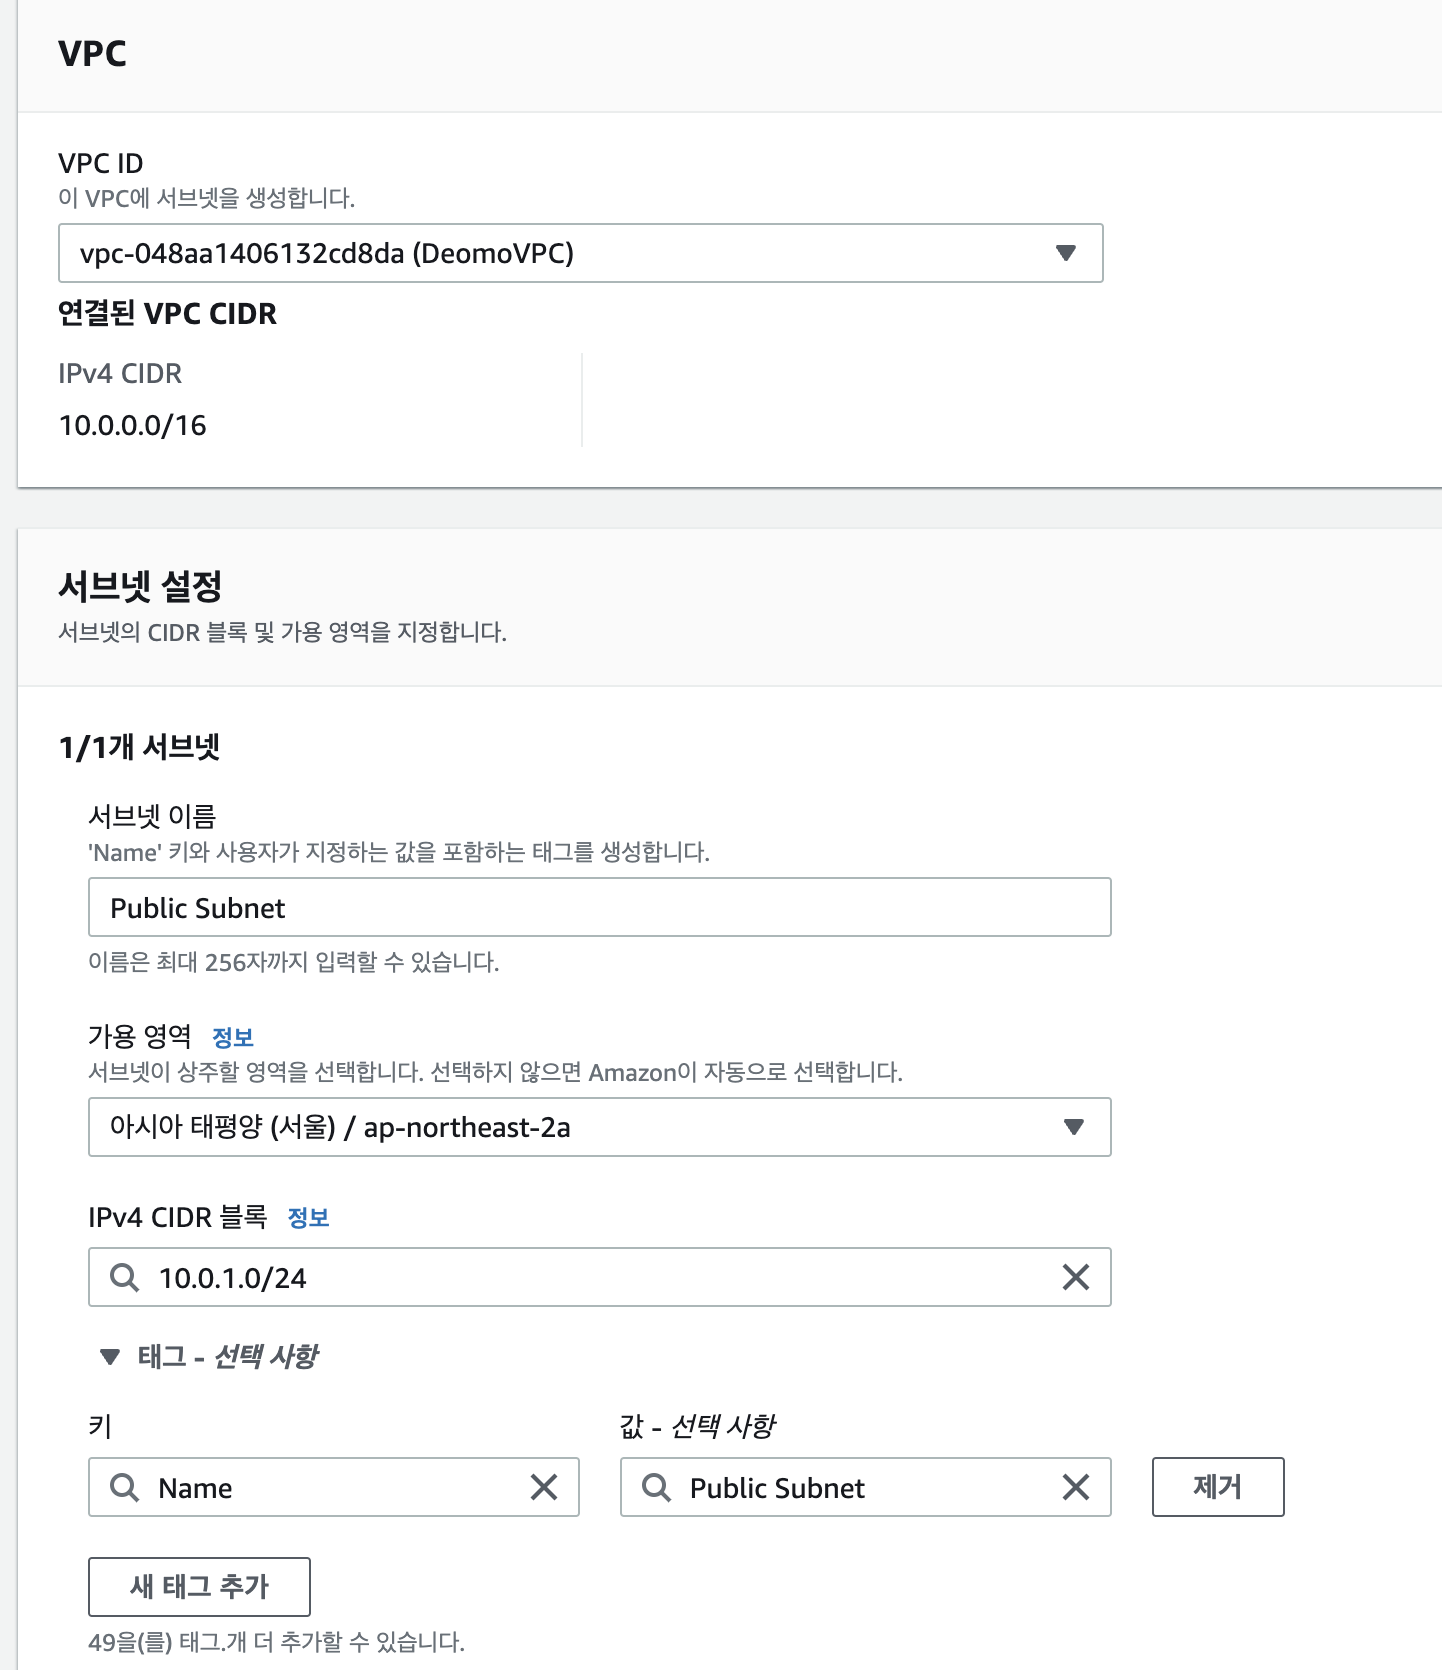 VPC
VPC ID
이 VPC에 서브넷을 생성합니다.
vpc-048aa1406132cd8da (DeomoVPC)
연결된 VPC CIDR
IPv4 CIDR
10.0.0.0/16
서브넷 설정
서브넷의 CIDR 블록 및 가용 영역을 지정합니다.
1/1개 서브넷
서브넷 이름
'Name' 키와 사용자가 지정하는 값을 포함하는 태그를 생성합니다.
Public Subnet
이름은 최대 256자까지 입력할 수 있습니다.
가용 영역 정보
서브넷이 상주할 영역을 선택합니다. 선택하지 않으면 Amazon이 자동으로 선택합니다.
아시아 태평양 (서울) / ap-northeast-2a
IPv4 CIDR 블록 정보
10.0.1.0/24
태그 - 선택 사항
키 값 - 선택 사항
Name Public Subnet 제거
새 태그 추가
49을(를) 태그.개 더 추가할 수 있습니다.